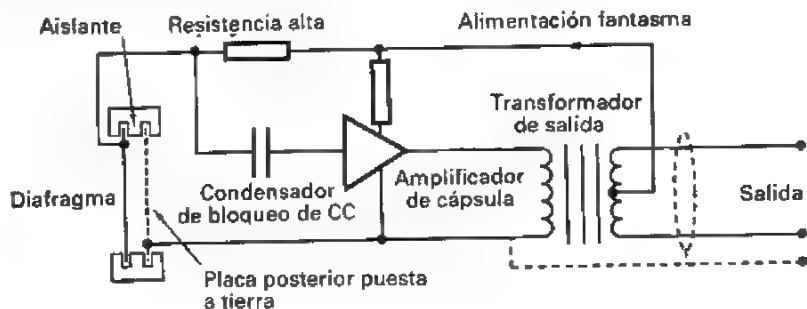 Resistencia alta
Alimentación fantasma
Aislante
Transformador
de salida
Diafragma
Condensador
de bloqueo de CC
Amplificador
de cápsula
Salida
Placa posterior puesta
a tierra